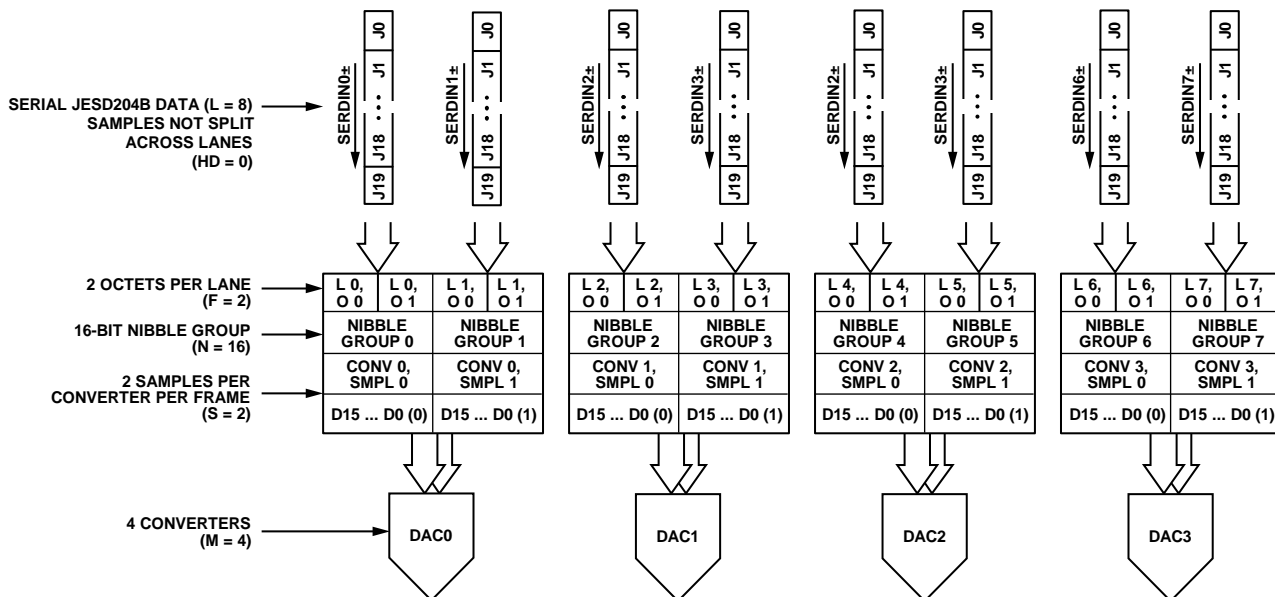 SERIAL JESD204B DATA (L = 8)
SAMPLES NOT SPLIT
ACROSS LANES
(HD = 0)
SERDIN0±
J0
J1
...
J18
J19
SERDIN1±
J0
J1
...
J18
J19
SERDIN2±
J0
J1
...
J18
J19
SERDIN3±
J0
J1
...
J18
J19
SERDIN2±
J0
J1
...
J18
J19
SERDIN3±
J0
J1
...
J18
J19
SERDIN6±
J0
J1
...
J18
J19
SERDIN7±
J0
J1
...
J18
J19
2 OCTETS PER LANE
(F = 2)
L 0, L 0, L 1, L 1,
O 0 O 1 O 0 O 1
L 2, L 2, L 3, L 3,
O 0 O 1 O 0 O 1
L 4, L 4, L 5, L 5,
O 0 O 1 O 0 O 1
L 6, L 6, L 7, L 7,
O 0 O 1 O 0 O 1
16-BIT NIBBLE GROUP
(N = 16)
NIBBLE
GROUP 0
NIBBLE
GROUP 1
NIBBLE
GROUP 2
NIBBLE
GROUP 3
NIBBLE
GROUP 4
NIBBLE
GROUP 5
NIBBLE
GROUP 6
NIBBLE
GROUP 7
2 SAMPLES PER
CONVERTER PER FRAME
(S = 2)
CONV 0,
SMPL 0
CONV 0,
SMPL 1
CONV 1,
SMPL 0
CONV 1,
SMPL 1
CONV 2,
SMPL 0
CONV 2,
SMPL 1
CONV 3,
SMPL 0
CONV 3,
SMPL 1
D15 ... D0 (0)
D15 ... D0 (1)
D15 ... D0 (0)
D15 ... D0 (1)
D15 ... D0 (0)
D15 ... D0 (1)
D15 ... D0 (0)
D15 ... D0 (1)
4 CONVERTERS
(M = 4)
DAC0
DAC1
DAC2
DAC3